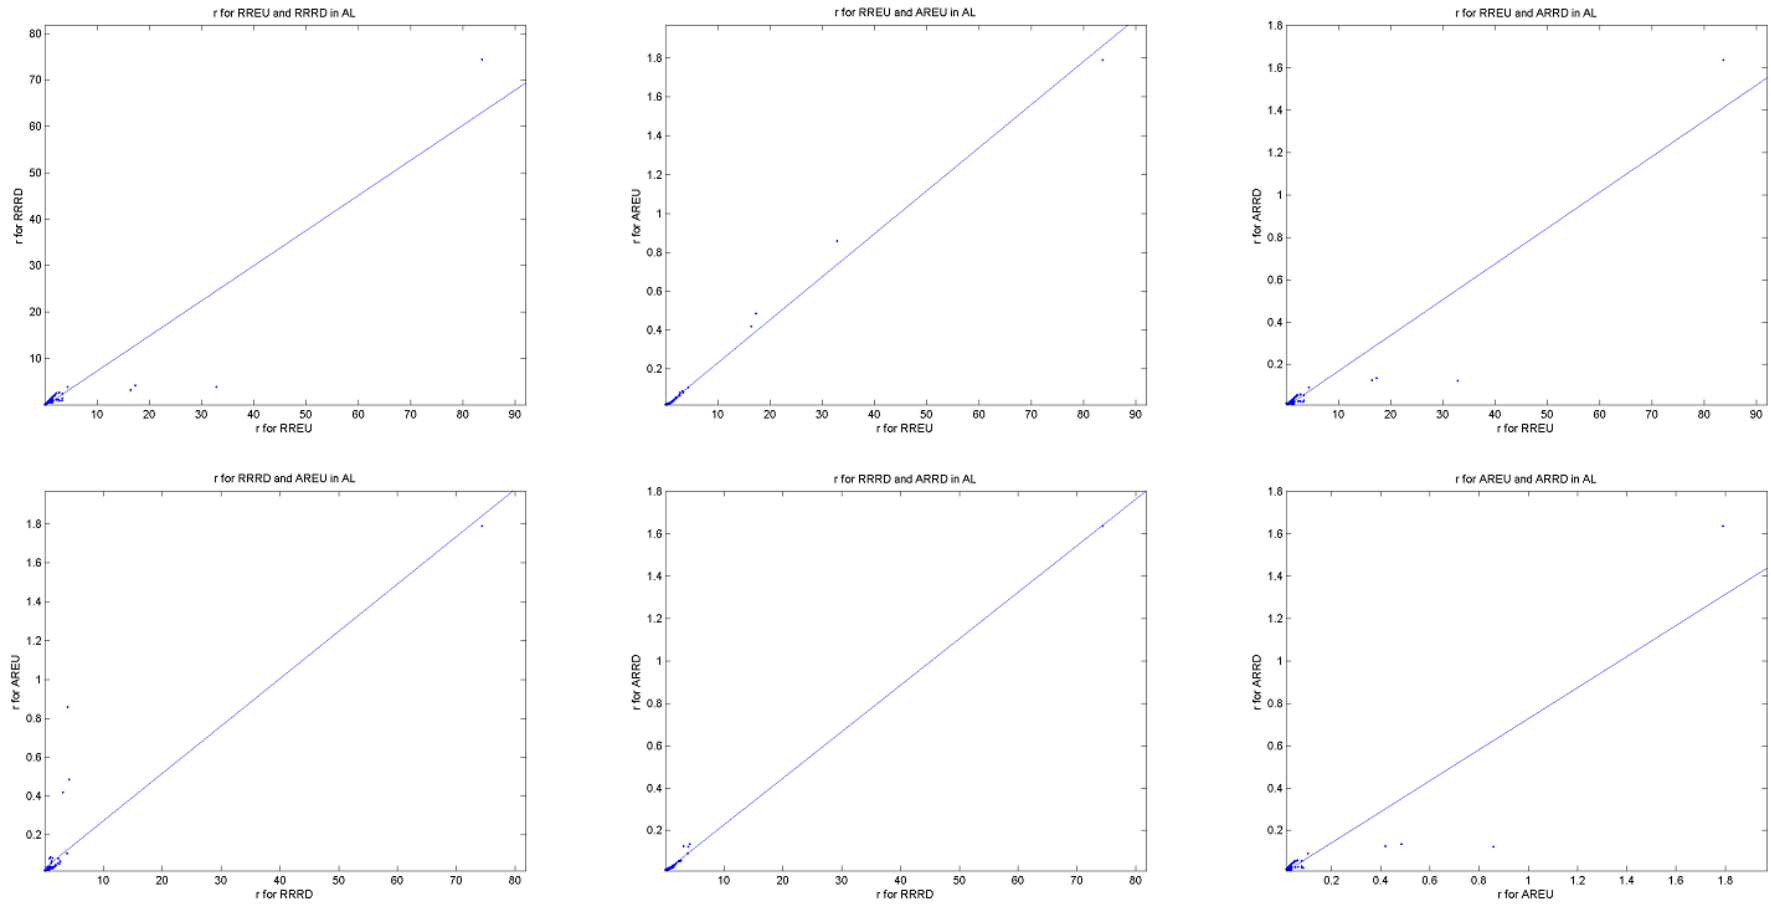 r for RREU and RRRD in AL
r for RRRD
80
70
60
50
40
30
20
10
10 20 30 40 50 60 70 80 90
r for RREU
r for RREU and AREU in AL
r for AREU
1.8
1.6
1.4
1.2
1
0.8
0.6
0.4
0.2
10 20 30 40 50 60 70 80 90
r for RREU
r for RREU and ARRD in AL
r for ARRD
1.8
1.6
1.4
1.2
1
0.8
0.6
0.4
0.2
10 20 30 40 50 60 70 80 90
r for RREU
r for RRRD and AREU in AL
r for AREU
1.8
1.6
1.4
1.2
1
0.8
0.6
0.4
0.2
10 20 30 40 50 60 70 80
r for RRRD
r for RRRD and ARRD in AL
r for ARRD
1.8
1.6
1.4
1.2
1
0.8
0.6
0.4
0.2
10 20 30 40 50 60 70 80
r for RRRD
r for AREU and ARRD in AL
r for ARRD
1.8
1.6
1.4
1.2
1
0.8
0.6
0.4
0.2
0.2 0.4 0.6 0.8 1 1.2 1.4 1.6 1.8
r for AREU